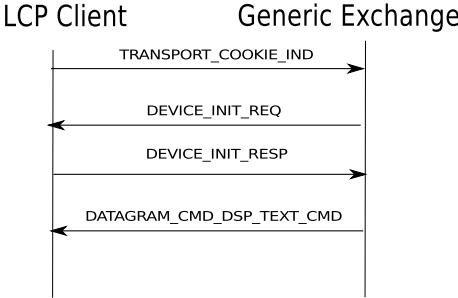 LCP Client
Generic Exchange
TRANSPORT_COOKIE_IND
DEVICE_INIT_REQ
DEVICE_INIT_RESP
DATAGRAM_CMD_DSP_TEXT_CMD